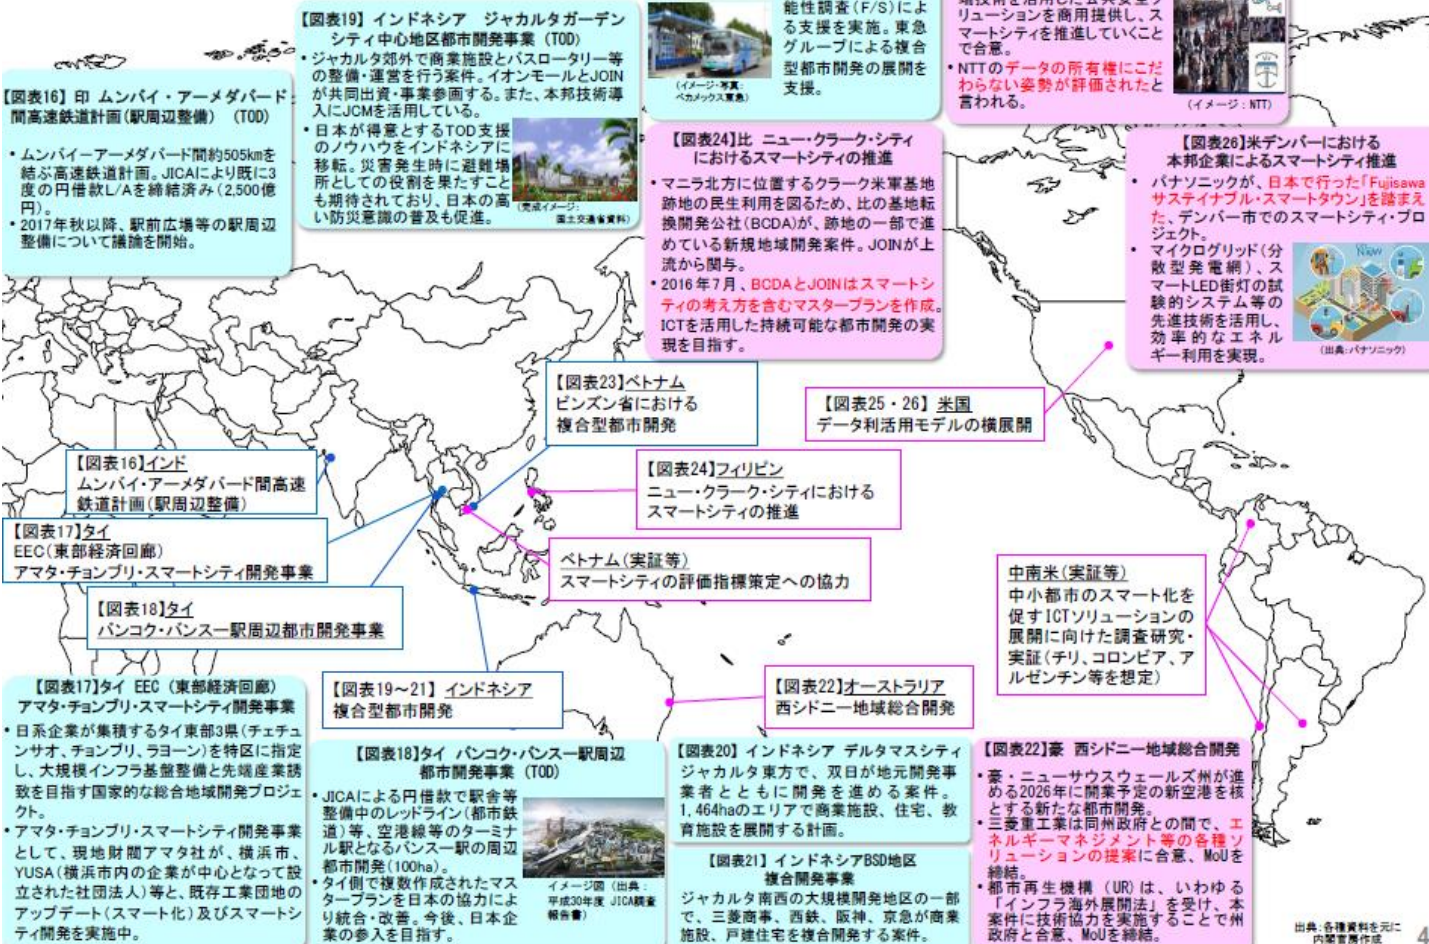 【図表19】 インドネシア ジャカルタガーデン
シティ中心地区都市開発事業 (TOD)
・ジャカルタ郊外で商業施設とバスロータリー等
の整備・運営を行う案件。イオンモールとJOIN
が共同出資・事業参画する。また、本邦技術導
入にJCMを活用している。
・日本が得意とするTOD支援
のノウハウをインドネシアに
移転。災害発生時に避難場
所としての役割を果たすこと
も期待されており、日本の高
い防災意識の普及も促進。
(完成イメージ:
国土交通省資料)
能性調査(F/S)によ
る支援を実施。東急
グループによる複合
型都市開発の展開を
支援。
(イメージ・写真:
ベカメックス東急)
リューションを商用提供し、ス
マートシティを推進していくこと
で合意。
・NTTのデータの所有権にこだ
わらない姿勢が評価されたと
言われる。
(イメージ:NTT)
【図表16】 印 ムンバイ・アーメダバード
間高速鉄道計画(駅周辺整備) (TOD)
・ムンバイーアーメダバード間約505kmを
結ぶ高速鉄道計画。JICAにより既に3
度の円借款L/Aを締結済み(2,500億
円)。
・2017年秋以降、駅前広場等の駅周辺
整備について議論を開始。
【図表24】比 ニュー・クラーク・シティ
におけるスマートシティの推進
・マニラ北方に位置するクラーク米軍基地
跡地の民生利用を図るため、比の基地転
換開発公社(BCDA)が、跡地の一部で進
めている新規地域開発案件。JOINが上
流から関与。
・2016年7月、BCDAとJOINはスマートシ
ティの考え方を含むマスタープランを作成。
ICTを活用した持続可能な都市開発の実
現を目指す。
【図表26】米デンバーにおける
本邦企業によるスマートシティ推進
・パナソニックが、日本で行った「Fujisawa
サステイナブル・スマートタウン」を踏まえ
た、デンバー市でのスマートシティ・プロ
ジェクト。
・マイクログリッド(分
散型発電網)、ス
マートLED街灯の試
験的システム等の
先進技術を活用し、
効率的なエネル
ギー利用を実現。
(出典:パナソニック)
【図表23】ベトナム
ビンズン省における
複合型都市開発
【図表25・26】 米国
データ利活用モデルの横展開
【図表16】インド
ムンバイ・アーメダバード間高速
鉄道計画(駅周辺整備)
【図表24】フィリピン
ニュー・クラーク・シティにおける
スマートシティの推進
【図表17】タイ
EEC(東部経済回廊)
アマタ・チョンブリ・スマートシティ開発事業
ベトナム(実証等)
スマートシティの評価指標策定への協力
中南米(実証等)
中小都市のスマート化を
促すICTソリューションの
展開に向けた調査研究・
実証(チリ、コロンビア、ア
ルゼンチン等を想定)
【図表18】タイ
バンコク・バンスー駅周辺都市開発事業
【図表19～21】 インドネシア
複合型都市開発
【図表22】オーストラリア
西シドニー地域総合開発
【図表17】タイ EEC (東部経済回廊)
アマタ・チョンブリ・スマートシティ開発事業
・日系企業が集積するタイ東部3県(チェチュ
ンサオ、チョンブリ、ラヨーン)を特区に指定
し、大規模インフラ基盤整備と先端産業誘
致を目指す国家的な総合地域開発プロジェ
クト。
・アマタ・チョンブリ・スマートシティ開発事業
として、現地財閥アマタ社が、横浜市、
YUSA(横浜市内の企業が中心となって設
立された社団法人)等と、既存工業団地の
アップデート(スマート化)及びスマートシ
ティ開発を実施中。
【図表18】タイ バンコク・バンスー駅周辺
都市開発事業 (TOD)
・JICAによる円借款で駅舎等
整備中のレッドライン(都市鉄
道)等、空港線等のターミナ
ル駅となるバンスー駅の周辺
都市開発(100ha)。
・タイ側で複数作成されたマス
タープランを日本の協力によ
り統合・改善。今後、日本企
業の参入を目指す。
イメージ図(出典:
平成30年度 JICA調査
報告書)
【図表20】 インドネシア デルタマスシティ
ジャカルタ東方で、双日が地元開発事
業者とともに開発を進める案件。
1,464haのエリアで商業施設、住宅、教
育施設を展開する計画。
【図表21】 インドネシアBSD地区
複合開発事業
ジャカルタ南西の大規模開発地区の一部
で、三菱商事、西鉄、阪神、京急が商業
施設、戸建住宅を複合開発する案件。
【図表22】豪 西シドニー地域総合開発
・豪・ニューサウスウェールズ州が進
める2026年に開業予定の新空港を核
とする新たな都市開発。
・三菱重工業は同州政府との間で、エ
ネルギーマネジメント等の各種ソ
リューションの提案に合意、MoUを
締結。
・都市再生機構 (UR)は、いわゆる
「インフラ海外展開法」を受け、本
案件に技術協力を実施することで州
政府と合意、MoUを締結。
出典:各種資料を元に
内閣官房作成
4